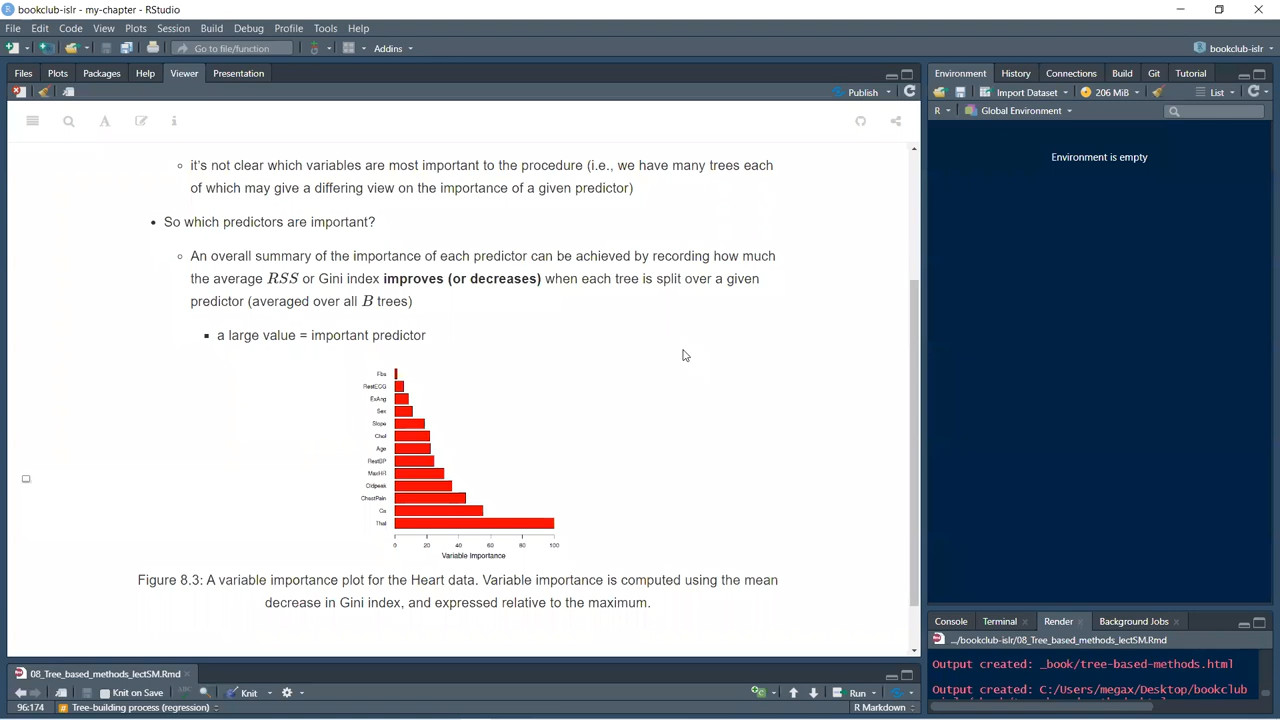 bookclub-islr - my-chapter - RStudio
File Edit Code View Plots Session Build Debug Profile Tools Help
Go to file/function Addins bookclub-islr
Files Plots Packages Help Viewer Presentation
Publish
it's not clear which variables are most important to the procedure (i.e., we have many trees each
of which may give a differing view on the importance of a given predictor)
So which predictors are important?
An overall summary of the importance of each predictor can be achieved by recording how much
the average RSS or Gini index improves (or decreases) when each tree is split over a given
predictor (averaged over all B trees)
a large value = important predictor
Fbs
RestECG
ExAng
Sex
Slope
Chol
Age
RestBP
MaxHR
Oldpeak
ChestPain
Ca
Thal
0 20 40 60 80 100
Variable Importance
Figure 8.3: A variable importance plot for the Heart data. Variable importance is computed using the mean
decrease in Gini index, and expressed relative to the maximum.
08_Tree_based_methods_lectSM.Rmd
Knit on Save Knit Run
96:174 Tree-building process (regression) R Markdown
Environment History Connections Build Git Tutorial
Import Dataset 206 MiB List
R Global Environment
Environment is empty
Console Terminal Render Background Jobs
.../bookclub-islr/08_Tree_based_methods_lectSM.Rmd
Output created: _book/tree-based-methods.html
Output created: C:/Users/megax/Desktop/bookclub